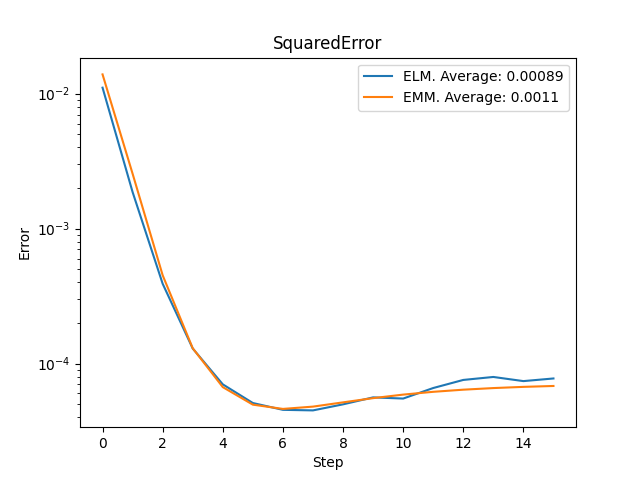 SquaredError
ELM. Average: 0.00089
EMM. Average: 0.0011
10⁻²
10⁻³
10⁻⁴
Error
0 2 4 6 8 10 12 14
Step